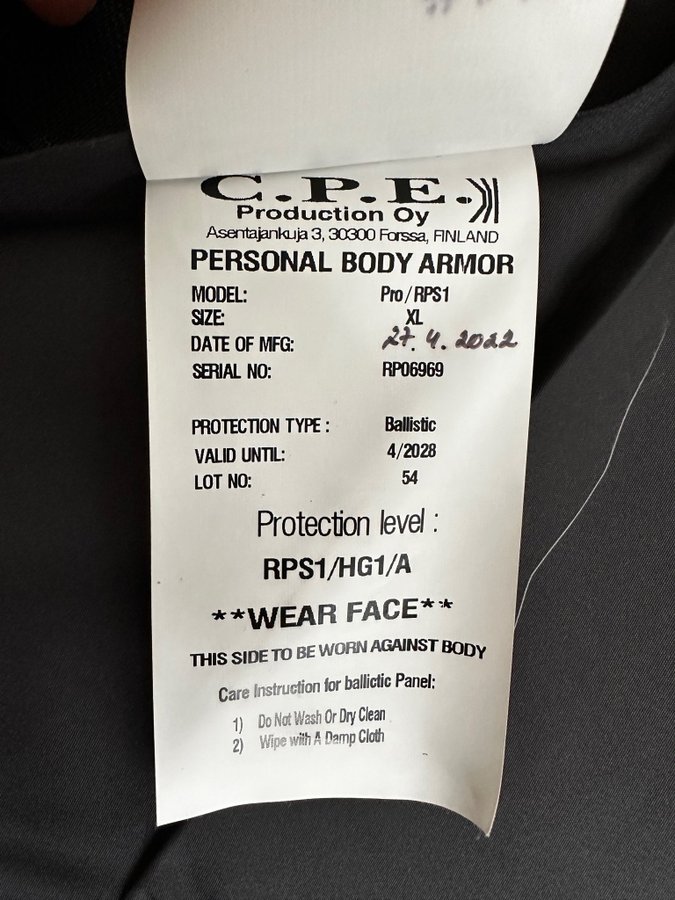 C.P.E.
Production Oy
Asentajankuja 3, 30300 Forssa, FINLAND
PERSONAL BODY ARMOR
MODEL: Pro/RPS1
SIZE: XL
DATE OF MFG: 27.4.2022
SERIAL NO: RP06969
PROTECTION TYPE : Ballistic
VALID UNTIL: 4/2028
LOT NO: 54
Protection level :
RPS1/HG1/A
**WEAR FACE**
THIS SIDE TO BE WORN AGAINST BODY
Care Instruction for ballictic Panel:
1) Do Not Wash Or Dry Clean
2) Wipe with A Damp Cloth